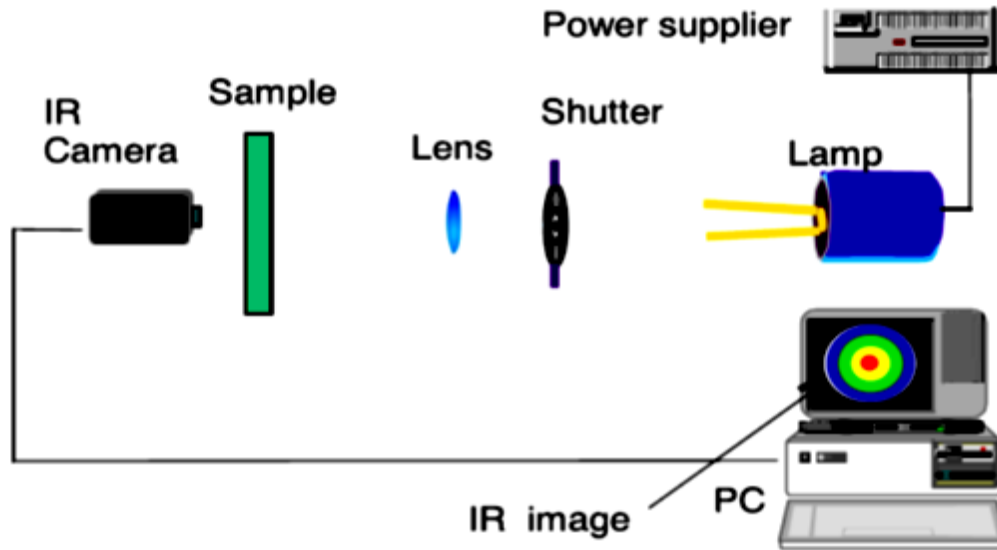 Power supplier
Sample
IR
Camera
Shutter
Lens
Lamp
PC
IR image